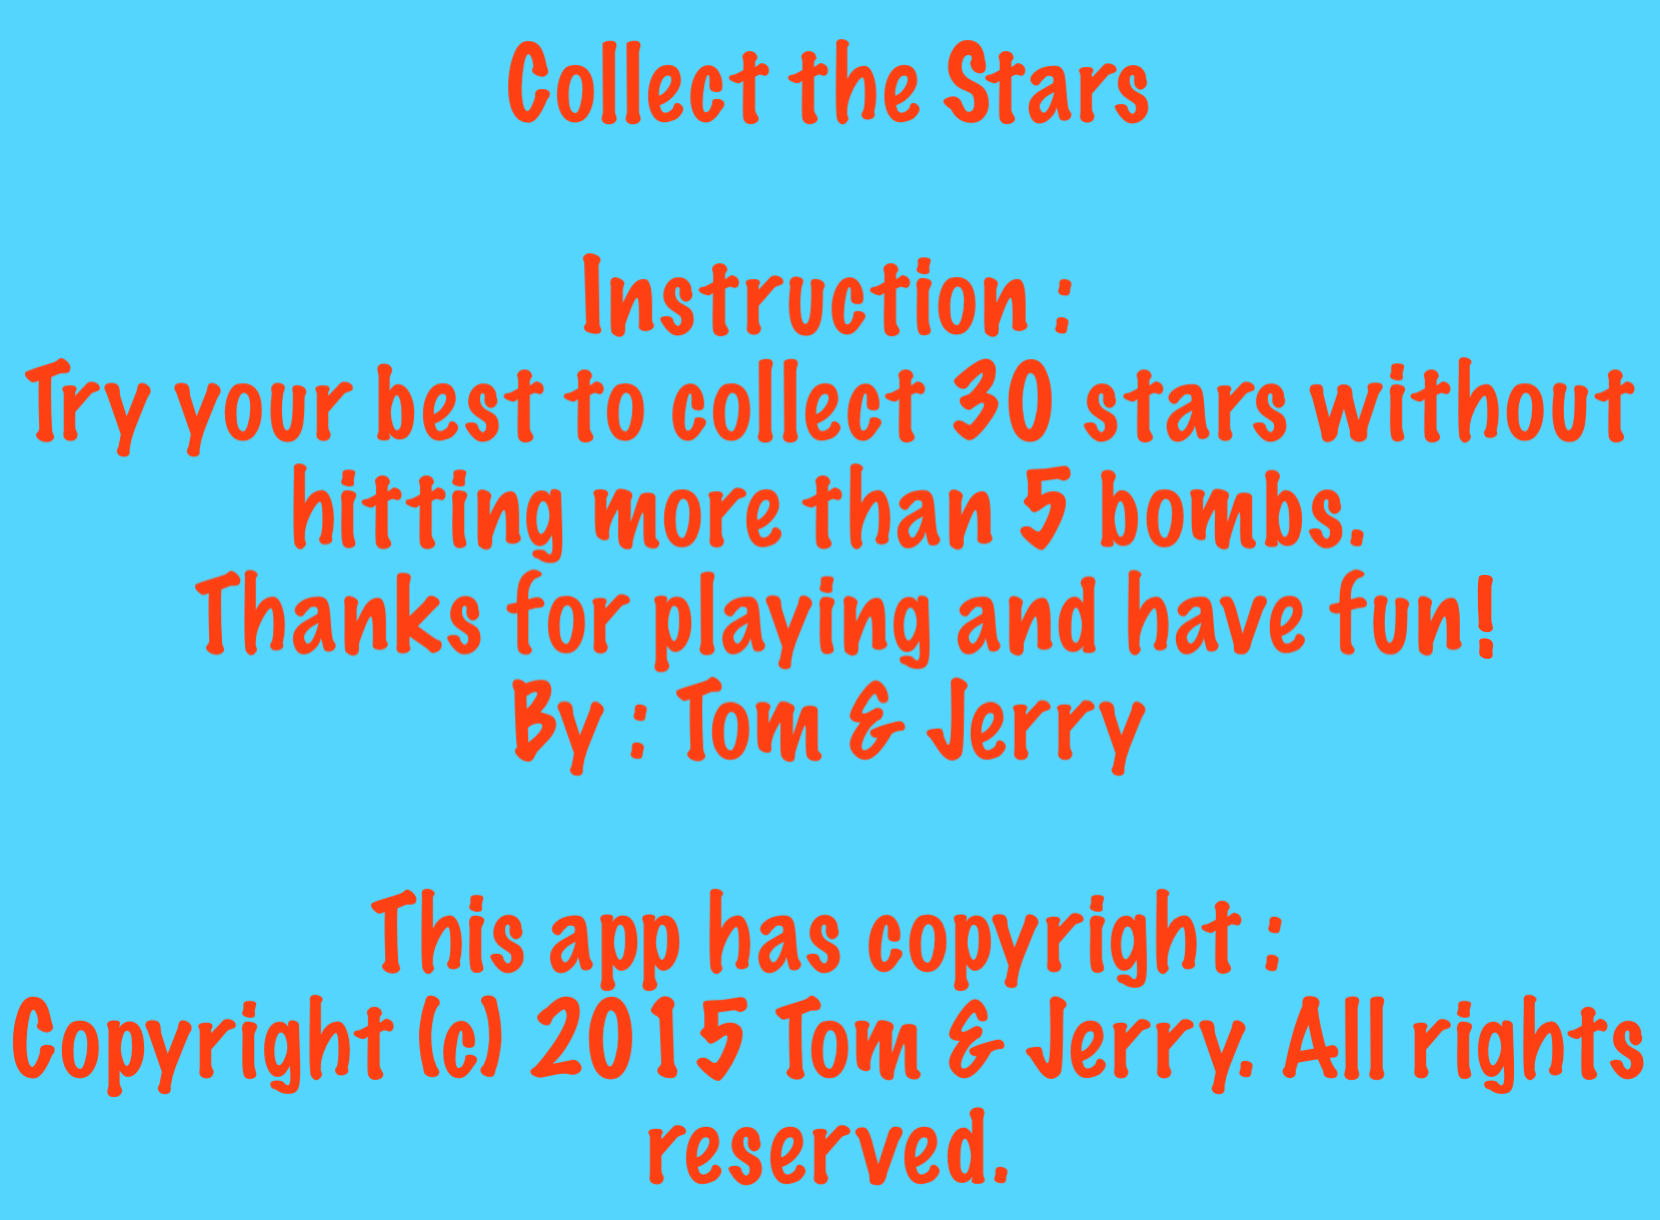 Collect the Stars
Instruction :
Try your best to collect 30 stars without
hitting more than 5 bombs.
Thanks for playing and have fun!
By : Tom & Jerry
This app has copyright :
Copyright (c) 2015 Tom & Jerry. All rights
reserved.